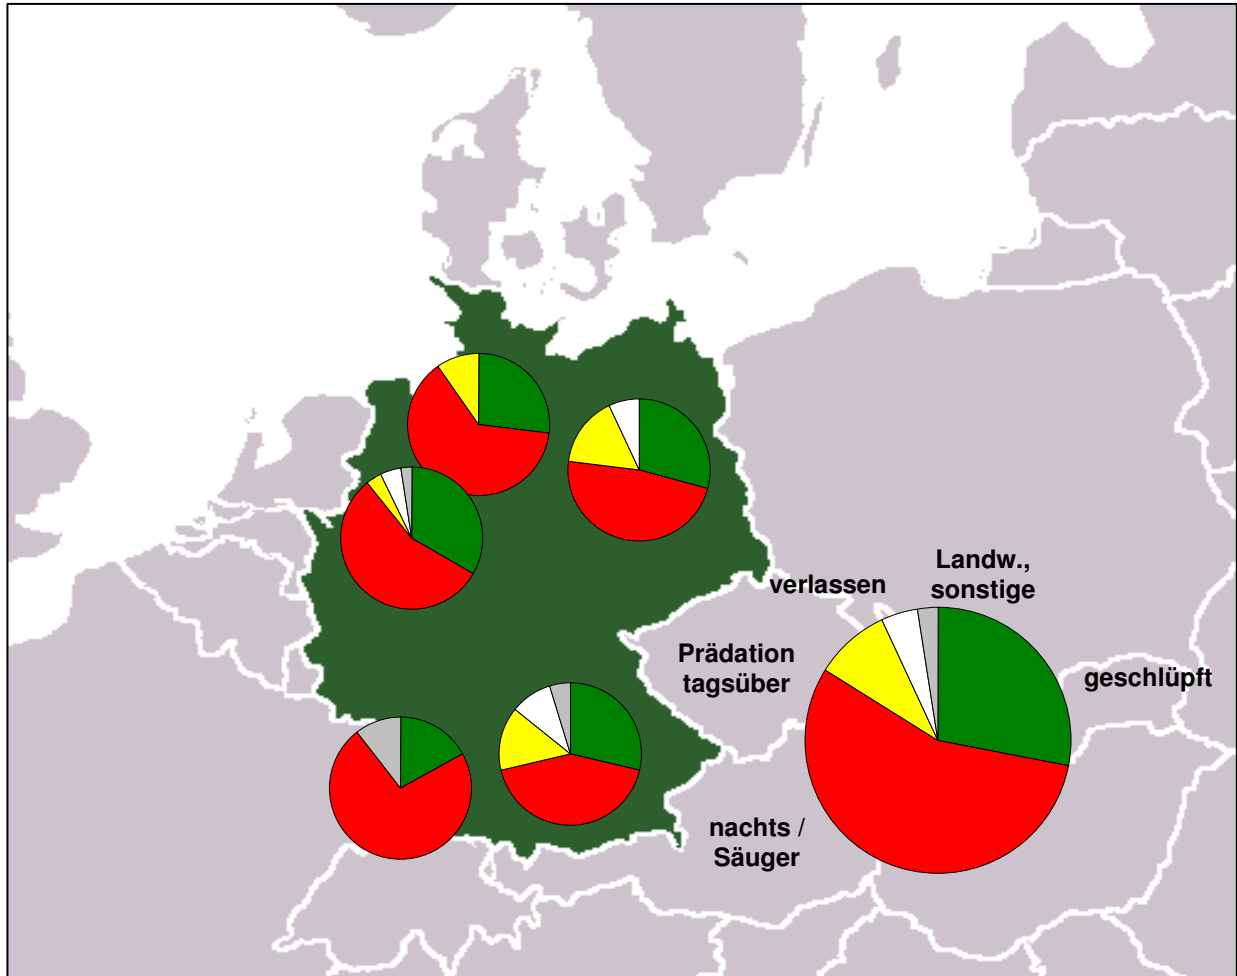 Landw.,
sonstige
verlassen
Prädation
tagsüber
geschlüpft
nachts /
Säuger